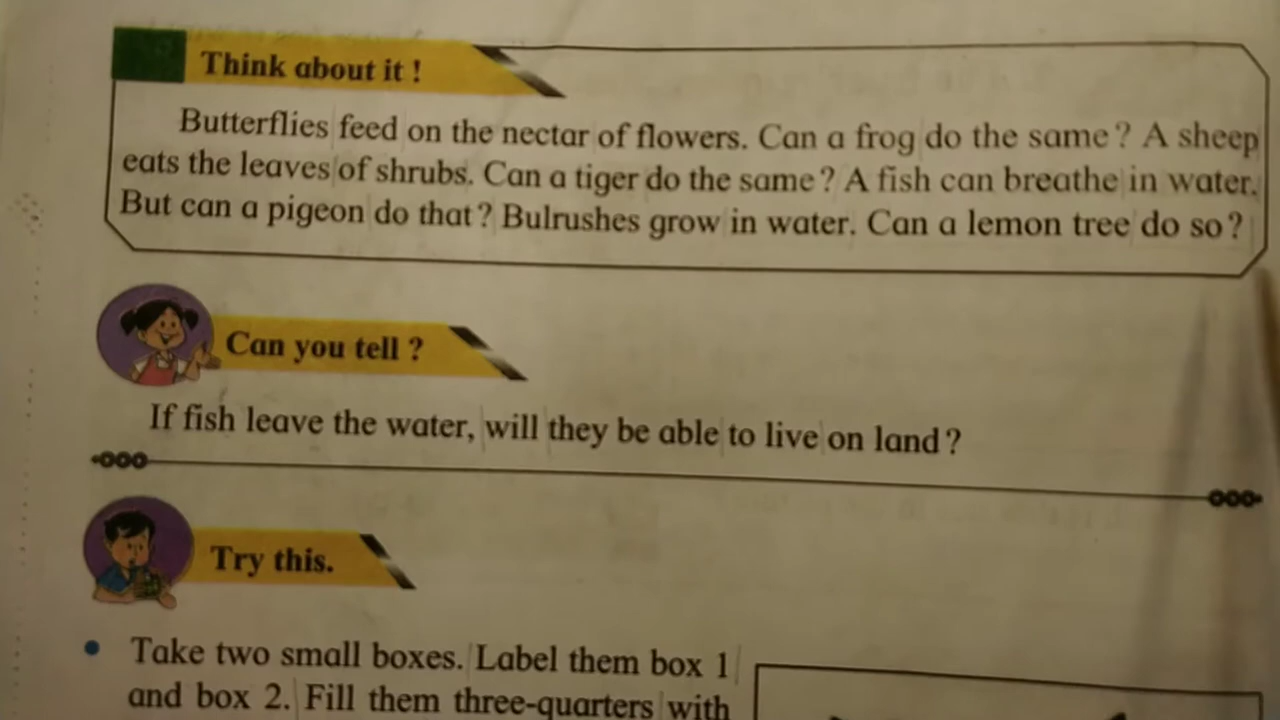 Think about it !
Butterflies feed on the nectar of flowers. Can a frog do the same ? A sheep
eats the leaves of shrubs. Can a tiger do the same ? A fish can breathe in water.
But can a pigeon do that ? Bulrushes grow in water. Can a lemon tree do so ?
Can you tell ?
If fish leave the water, will they be able to live on land ?
Try this.
• Take two small boxes. Label them box 1
and box 2. Fill them three-quarters with